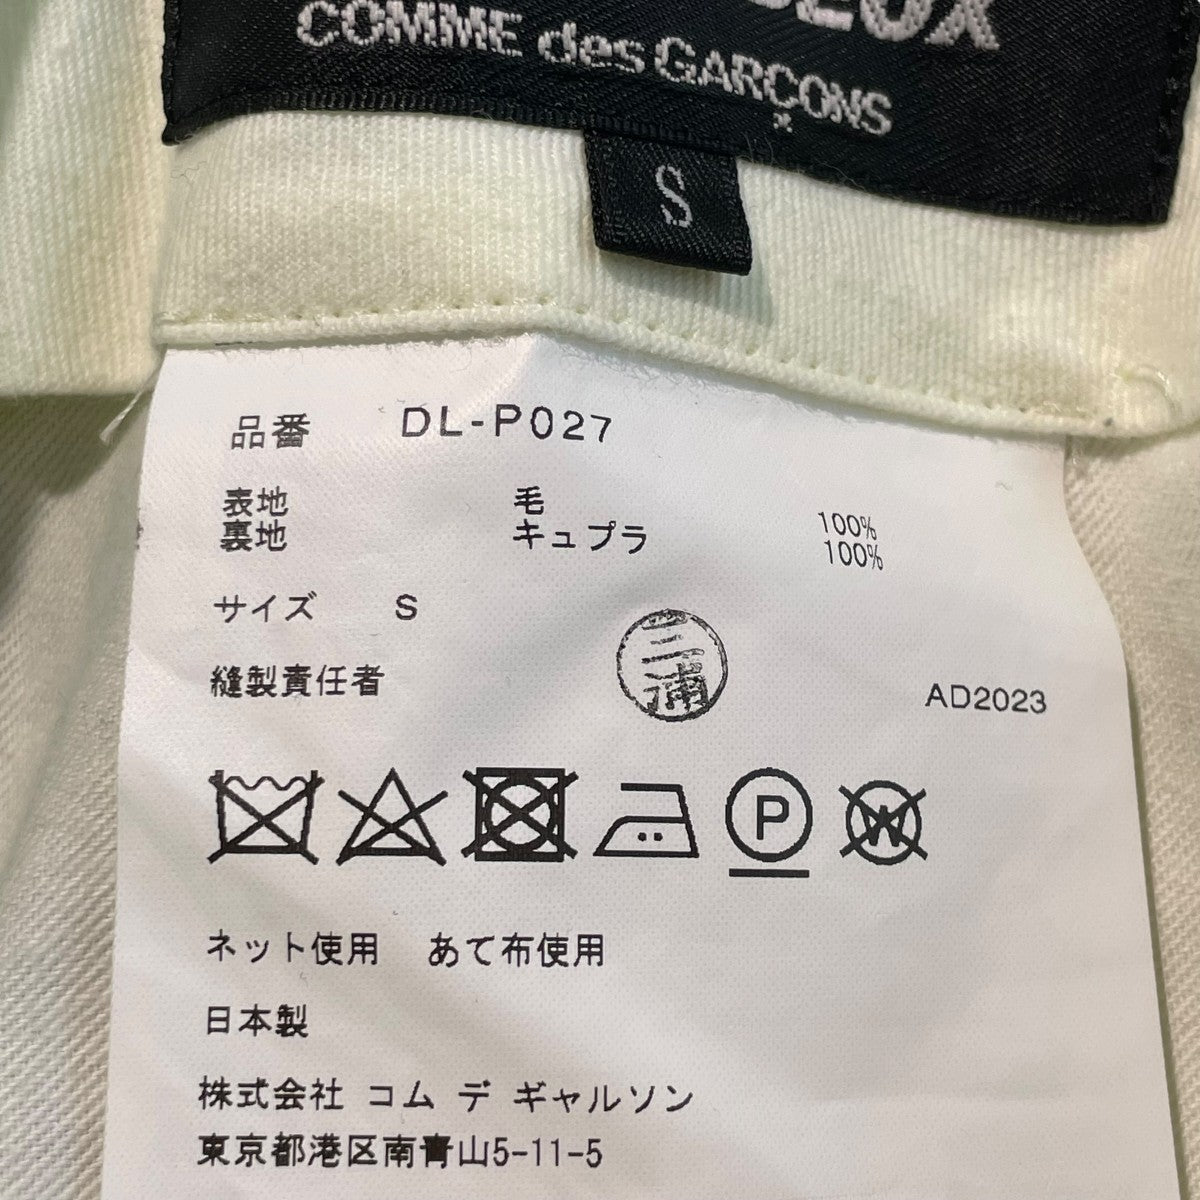 COMME des GARCONS
S
品番 DL-P027
表地 毛 100%
裏地 キュプラ 100%
サイズ S
縫製責任者 三浦 AD2023
P W
ネット使用 あて布使用
日本製
株式会社 コム デ ギャルソン
東京都港区南青山5-11-5